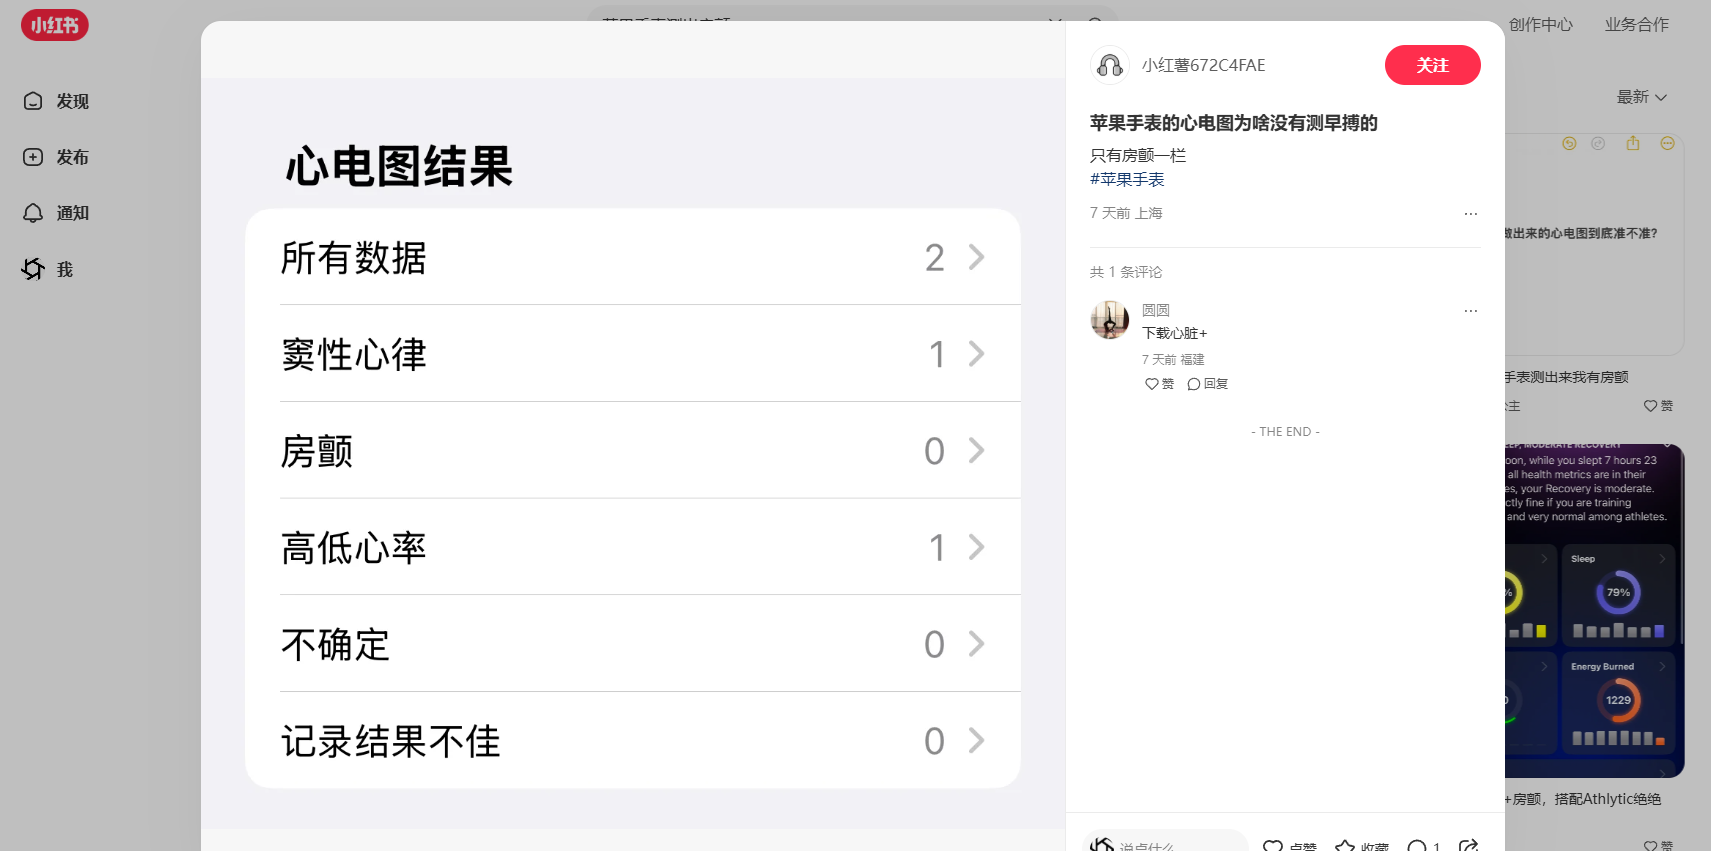 小红书
创作中心
业务合作
发现
发布
通知
我
最新
心电图结果
所有数据 2
窦性心律 1
房颤 0
高低心率 1
不确定 0
记录结果不佳 0
小红薯672C4FAE
关注
苹果手表的心电图为啥没有测早搏的
只有房颤一栏
#苹果手表
7 天前 上海
共 1 条评论
圆圆
下载心脏+
7 天前 福建
赞 回复
- THE END -
说点什么
点赞 收藏 1
做出来的心电图到底准不准?
手表测出来我有房颤
主
赞
EP, MODERATE RECOVERY
oon, while you slept 7 hours 23
all health metrics are in their
es, your Recovery is moderate.
ctly fine if you are training
and very normal among athletes.
%
Sleep
79%
Energy Burned
1229
+房颤，搭配Athlytic绝绝
赞